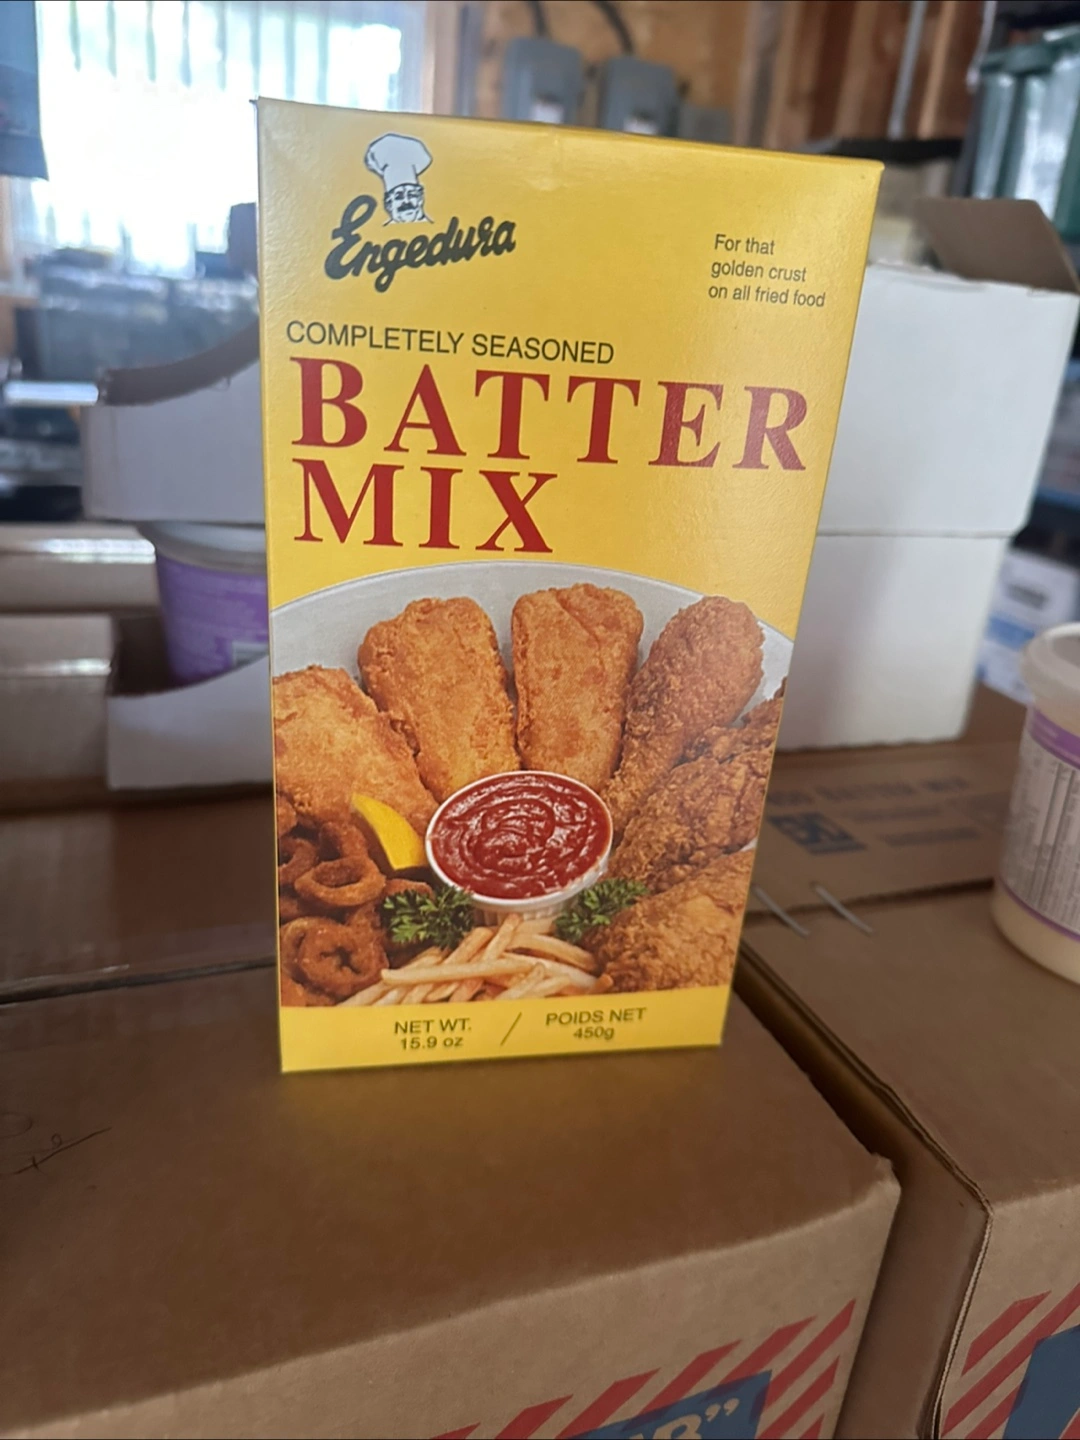 Engedura
For that
golden crust
on all fried food
COMPLETELY SEASONED
BATTER
MIX
NET WT. / POIDS NET
15.9 oz 450g